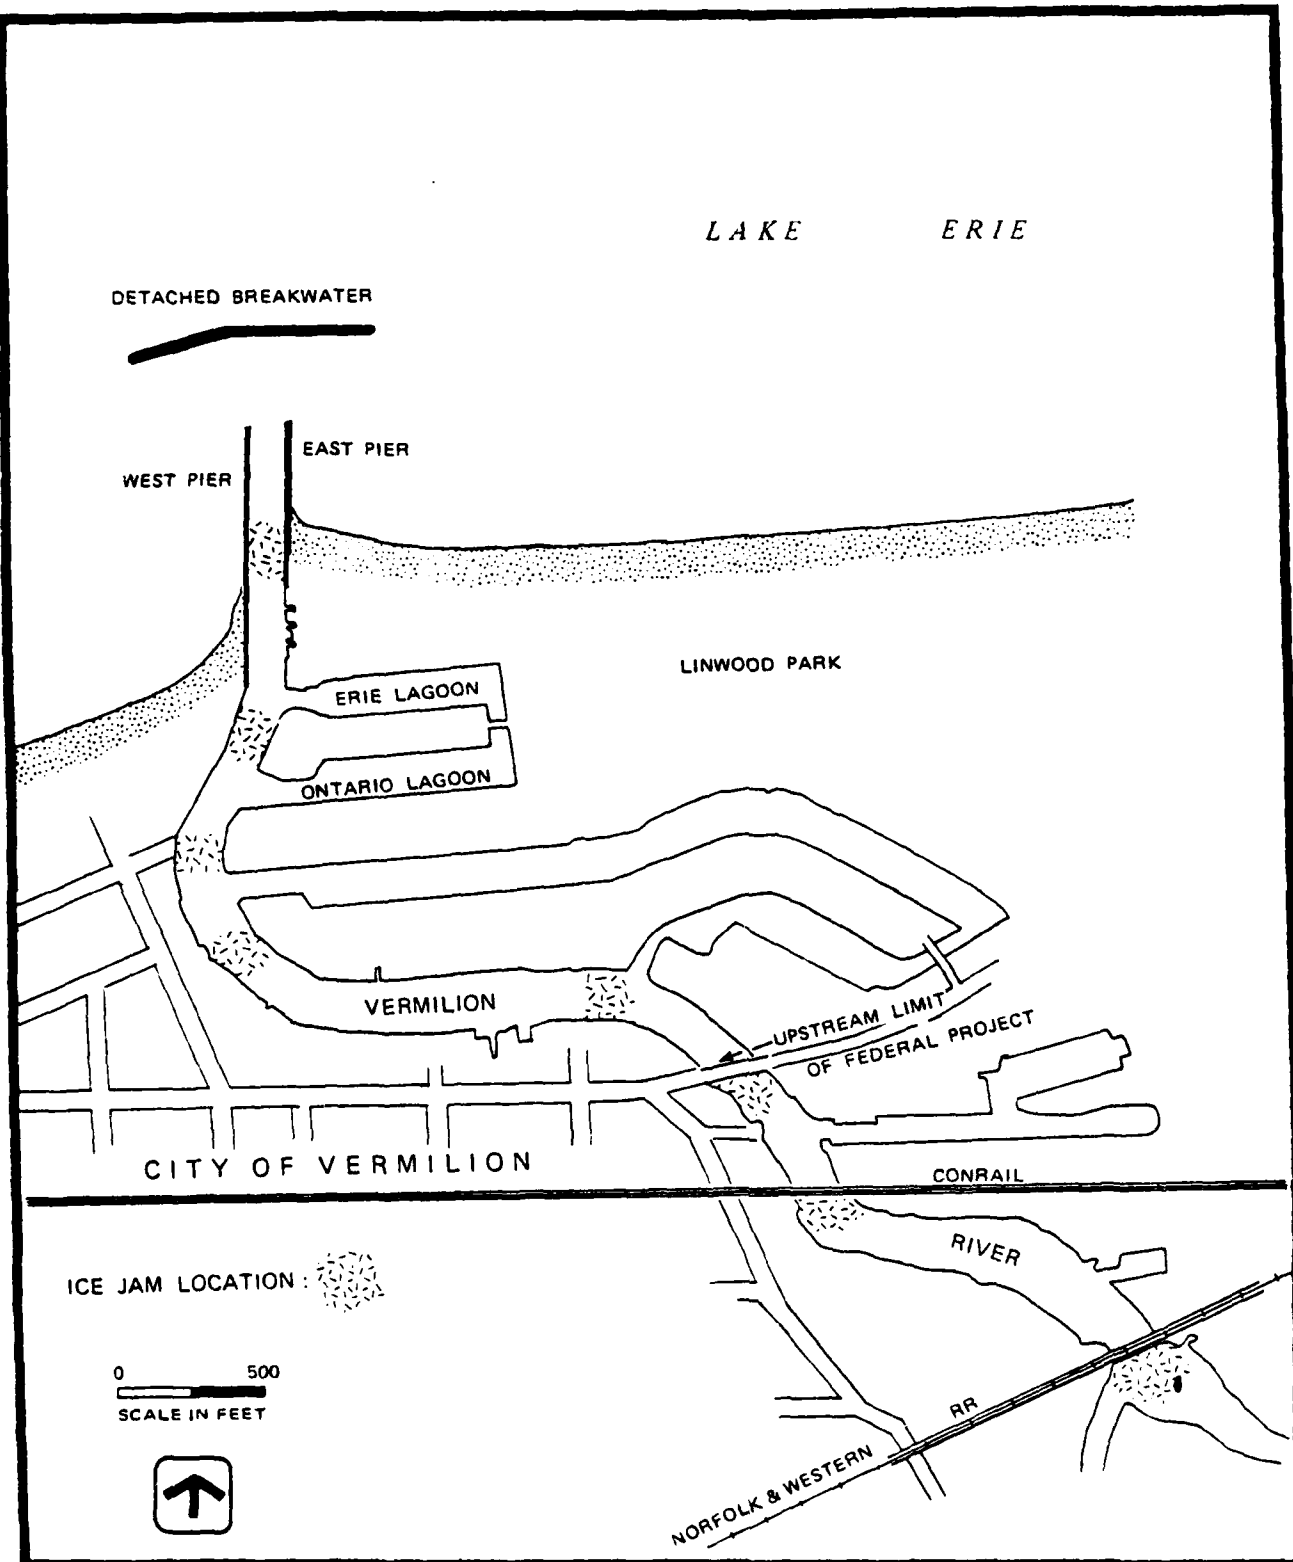 LAKE ERIE
DETACHED BREAKWATER
EAST PIER
WEST PIER
LINWOOD PARK
ERIE LAGOON
ONTARIO LAGOON
VERMILION
UPSTREAM LIMIT
OF FEDERAL PROJECT
CITY OF VERMILION
CONRAIL
RIVER
ICE JAM LOCATION :
0 500
SCALE IN FEET
RR
NORFOLK & WESTERN